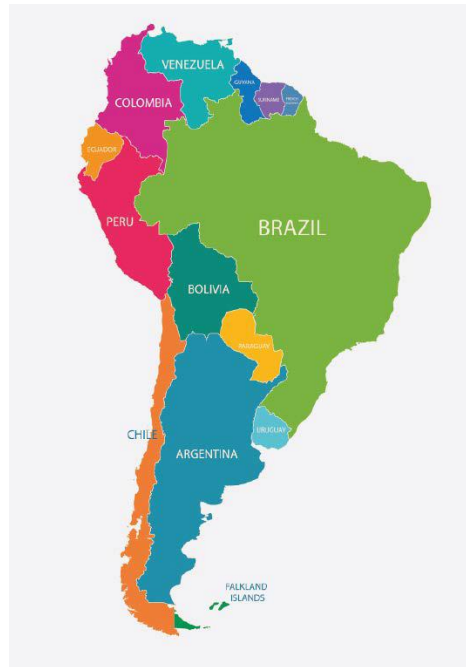 VENEZUELA
GUYANA
SURINAME
COLOMBIA
ECUADOR
PERU
BRAZIL
BOLIVIA
PARAGUAY
CHILE
URUGUAY
ARGENTINA
FALKLAND
ISLANDS